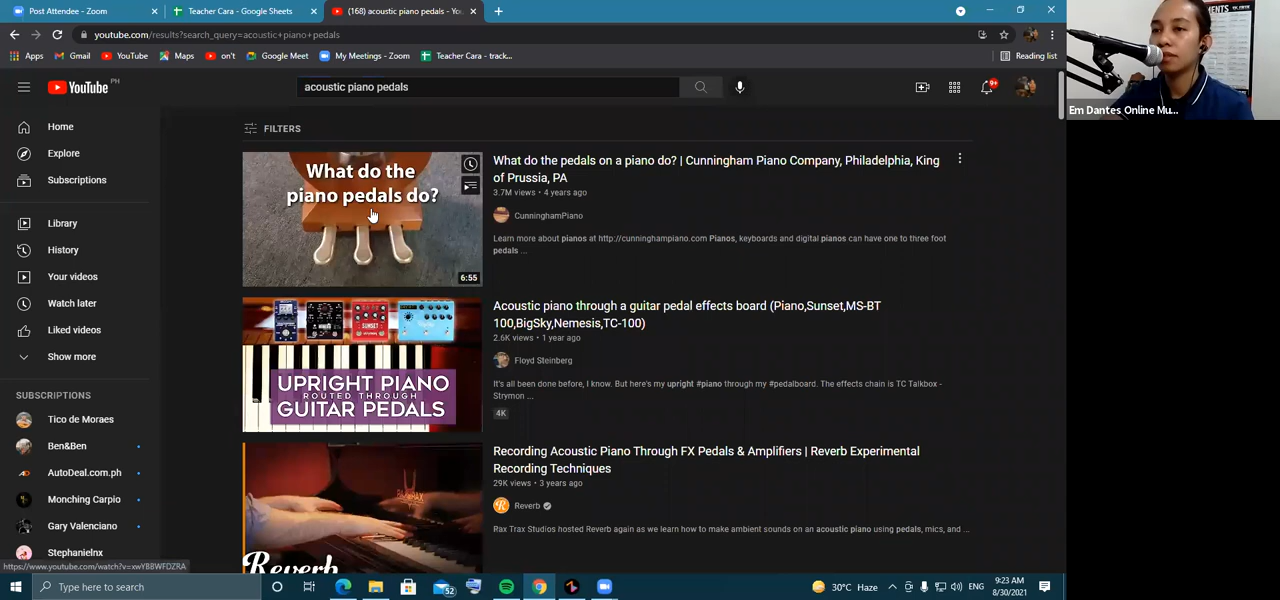 Post Attendee - Zoom
Teacher Cara - Google Sheets
(168) acoustic piano pedals - Yo
youtube.com/results?search_query=acoustic+piano+pedals
Apps
Gmail
YouTube
Maps
on't
Google Meet
My Meetings - Zoom
Teacher Cara - track...
Reading list
YouTube PH
acoustic piano pedals
9+
Em Dantes Online Mu...
Home
Explore
Subscriptions
Library
History
Your videos
Watch later
Liked videos
Show more
SUBSCRIPTIONS
Tico de Moraes
Ben&Ben
AutoDeal.com.ph
Monching Carpio
Gary Valenciano
Stephanielnx
FILTERS
What do the
piano pedals do?
6:55
What do the pedals on a piano do? | Cunningham Piano Company, Philadelphia, King
of Prussia, PA
3.7M views • 4 years ago
CunninghamPiano
Learn more about pianos at http://cunninghampiano.com Pianos, keyboards and digital pianos can have one to three foot
pedals ...
SUNSET
UPRIGHT PIANO
ROUTED THROUGH
GUITAR PEDALS
Acoustic piano through a guitar pedal effects board (Piano,Sunset,MS-BT
100,BigSky,Nemesis,TC-100)
2.6K views • 1 year ago
Floyd Steinberg
It's all been done before, I know. But here's my upright #piano through my #pedalboard. The effects chain is TC Talkbox -
Strymon ...
4K
Reverb
Recording Acoustic Piano Through FX Pedals & Amplifiers | Reverb Experimental
Recording Techniques
29K views • 3 years ago
Reverb
Rax Trax Studios hosted Reverb again as we learn how to make ambient sounds on an acoustic piano using pedals, mics, and ...
https://www.youtube.com/watch?v=xwYBBWFDZRA
Type here to search
52
30°C Haze
ENG
9:23 AM
8/30/2021